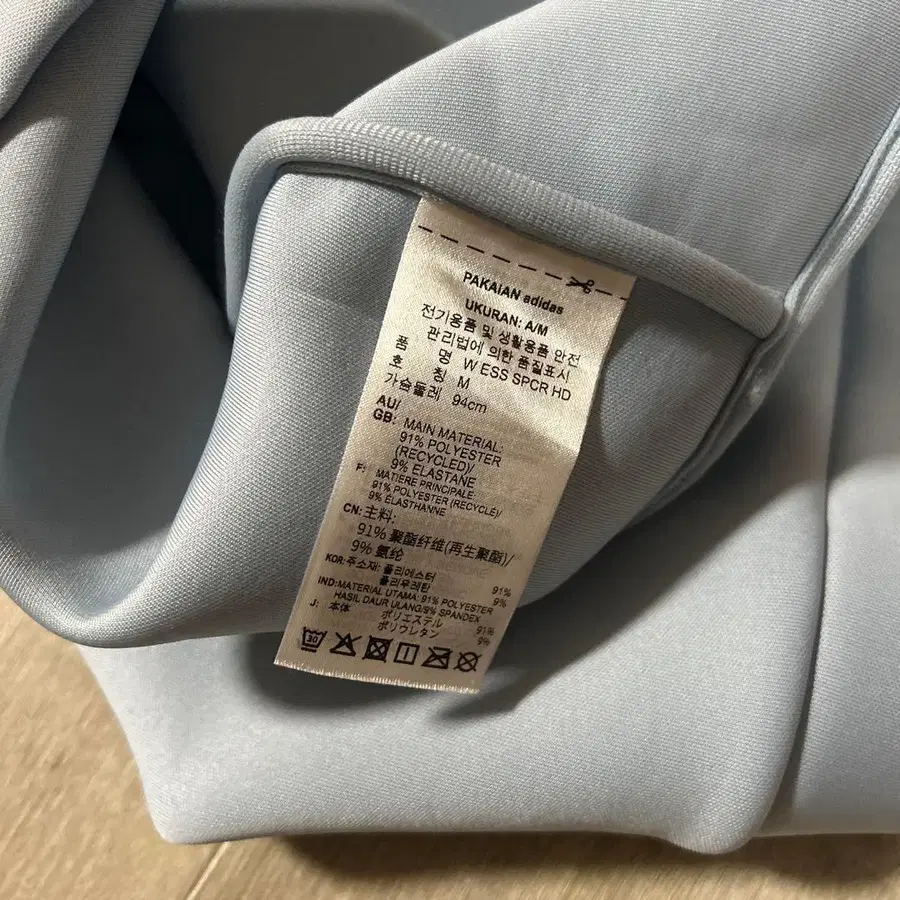 PAKAIAN adidas
UKURAN: A/M
전기용품 및 생활용품 안전
관리법에 의한 품질표시
품 명 W ESS SPCR HD
호 칭 M
가슴둘레 94cm
AU/
GB: MAIN MATERIAL:
91% POLYESTER
(RECYCLED)/
9% ELASTANE
F: MATIERE PRINCIPALE:
91% POLYESTER (RECYCLÉ)/
9% ÉLASTHANNE
CN: 主料:
91% 聚酯纤维(再生聚酯)/
9% 氨纶
KOR: 주소재: 폴리에스터 91%
폴리우레탄 9%
IND: MATERIAL UTAMA: 91% POLYESTER
HASIL DAUR ULANG/9% SPANDEX
J: 本体 ポリエステル 91%
ポリウレタン 9%
30